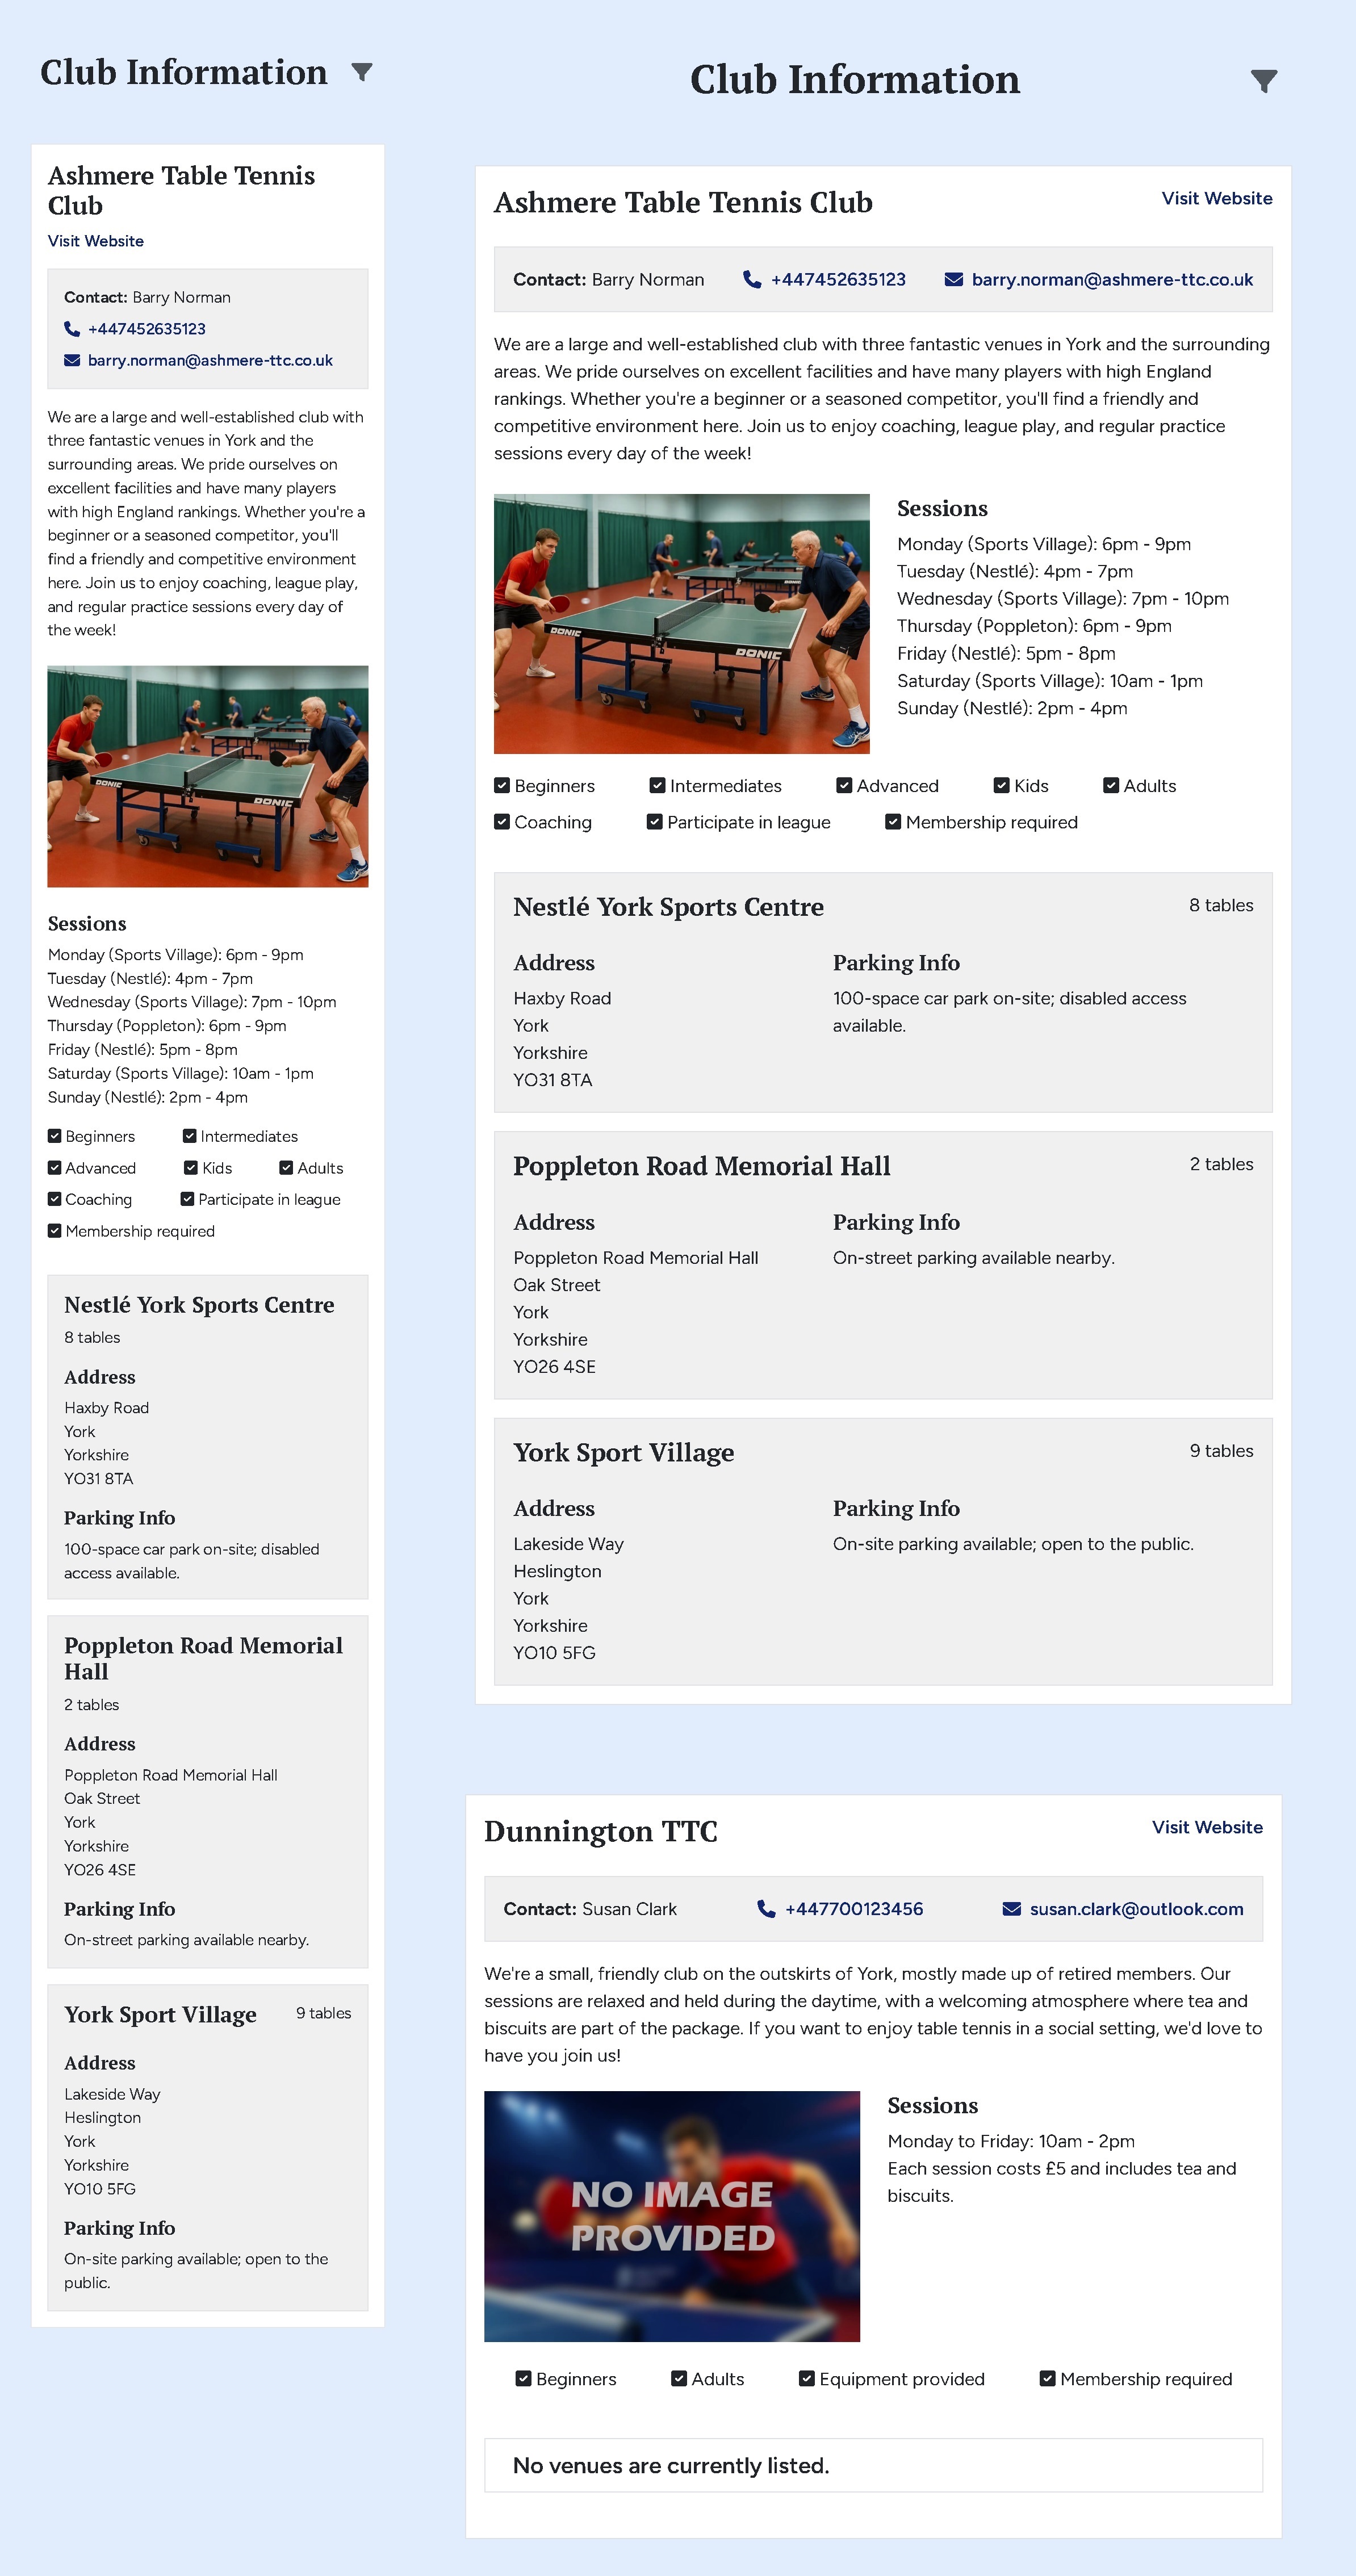 Club Information
Ashmere Table Tennis
Club
Visit Website
Contact: Barry Norman
+447452635123
barry.norman@ashmere-ttc.co.uk
We are a large and well-established club with
three fantastic venues in York and the
surrounding areas. We pride ourselves on
excellent facilities and have many players
with high England rankings. Whether you're a
beginner or a seasoned competitor, you'll
find a friendly and competitive environment
here. Join us to enjoy coaching, league play,
and regular practice sessions every day of
the week!
DONIC DONIC
Sessions
Monday (Sports Village): 6pm - 9pm
Tuesday (Nestlé): 4pm - 7pm
Wednesday (Sports Village): 7pm - 10pm
Thursday (Poppleton): 6pm - 9pm
Friday (Nestlé): 5pm - 8pm
Saturday (Sports Village): 10am - 1pm
Sunday (Nestlé): 2pm - 4pm
Beginners Intermediates
Advanced Kids Adults
Coaching Participate in league
Membership required
Nestlé York Sports Centre
8 tables
Address
Haxby Road
York
Yorkshire
YO31 8TA
Parking Info
100-space car park on-site; disabled
access available.
Poppleton Road Memorial
Hall
2 tables
Address
Poppleton Road Memorial Hall
Oak Street
York
Yorkshire
YO26 4SE
Parking Info
On-street parking available nearby.
York Sport Village 9 tables
Address
Lakeside Way
Heslington
York
Yorkshire
YO10 5FG
Parking Info
On-site parking available; open to the
public.
Club Information
Ashmere Table Tennis Club Visit Website
Contact: Barry Norman +447452635123 barry.norman@ashmere-ttc.co.uk
We are a large and well-established club with three fantastic venues in York and the surrounding
areas. We pride ourselves on excellent facilities and have many players with high England
rankings. Whether you're a beginner or a seasoned competitor, you'll find a friendly and
competitive environment here. Join us to enjoy coaching, league play, and regular practice
sessions every day of the week!
DONIC DONIC
Sessions
Monday (Sports Village): 6pm - 9pm
Tuesday (Nestlé): 4pm - 7pm
Wednesday (Sports Village): 7pm - 10pm
Thursday (Poppleton): 6pm - 9pm
Friday (Nestlé): 5pm - 8pm
Saturday (Sports Village): 10am - 1pm
Sunday (Nestlé): 2pm - 4pm
Beginners Intermediates Advanced Kids Adults
Coaching Participate in league Membership required
Nestlé York Sports Centre 8 tables
Address
Haxby Road
York
Yorkshire
YO31 8TA
Parking Info
100-space car park on-site; disabled access
available.
Poppleton Road Memorial Hall 2 tables
Address
Poppleton Road Memorial Hall
Oak Street
York
Yorkshire
YO26 4SE
Parking Info
On-street parking available nearby.
York Sport Village 9 tables
Address
Lakeside Way
Heslington
York
Yorkshire
YO10 5FG
Parking Info
On-site parking available; open to the public.
Dunnington TTC Visit Website
Contact: Susan Clark +447700123456 susan.clark@outlook.com
We're a small, friendly club on the outskirts of York, mostly made up of retired members. Our
sessions are relaxed and held during the daytime, with a welcoming atmosphere where tea and
biscuits are part of the package. If you want to enjoy table tennis in a social setting, we'd love to
have you join us!
NO IMAGE
PROVIDED
Sessions
Monday to Friday: 10am - 2pm
Each session costs £5 and includes tea and
biscuits.
Beginners Adults Equipment provided Membership required
No venues are currently listed.